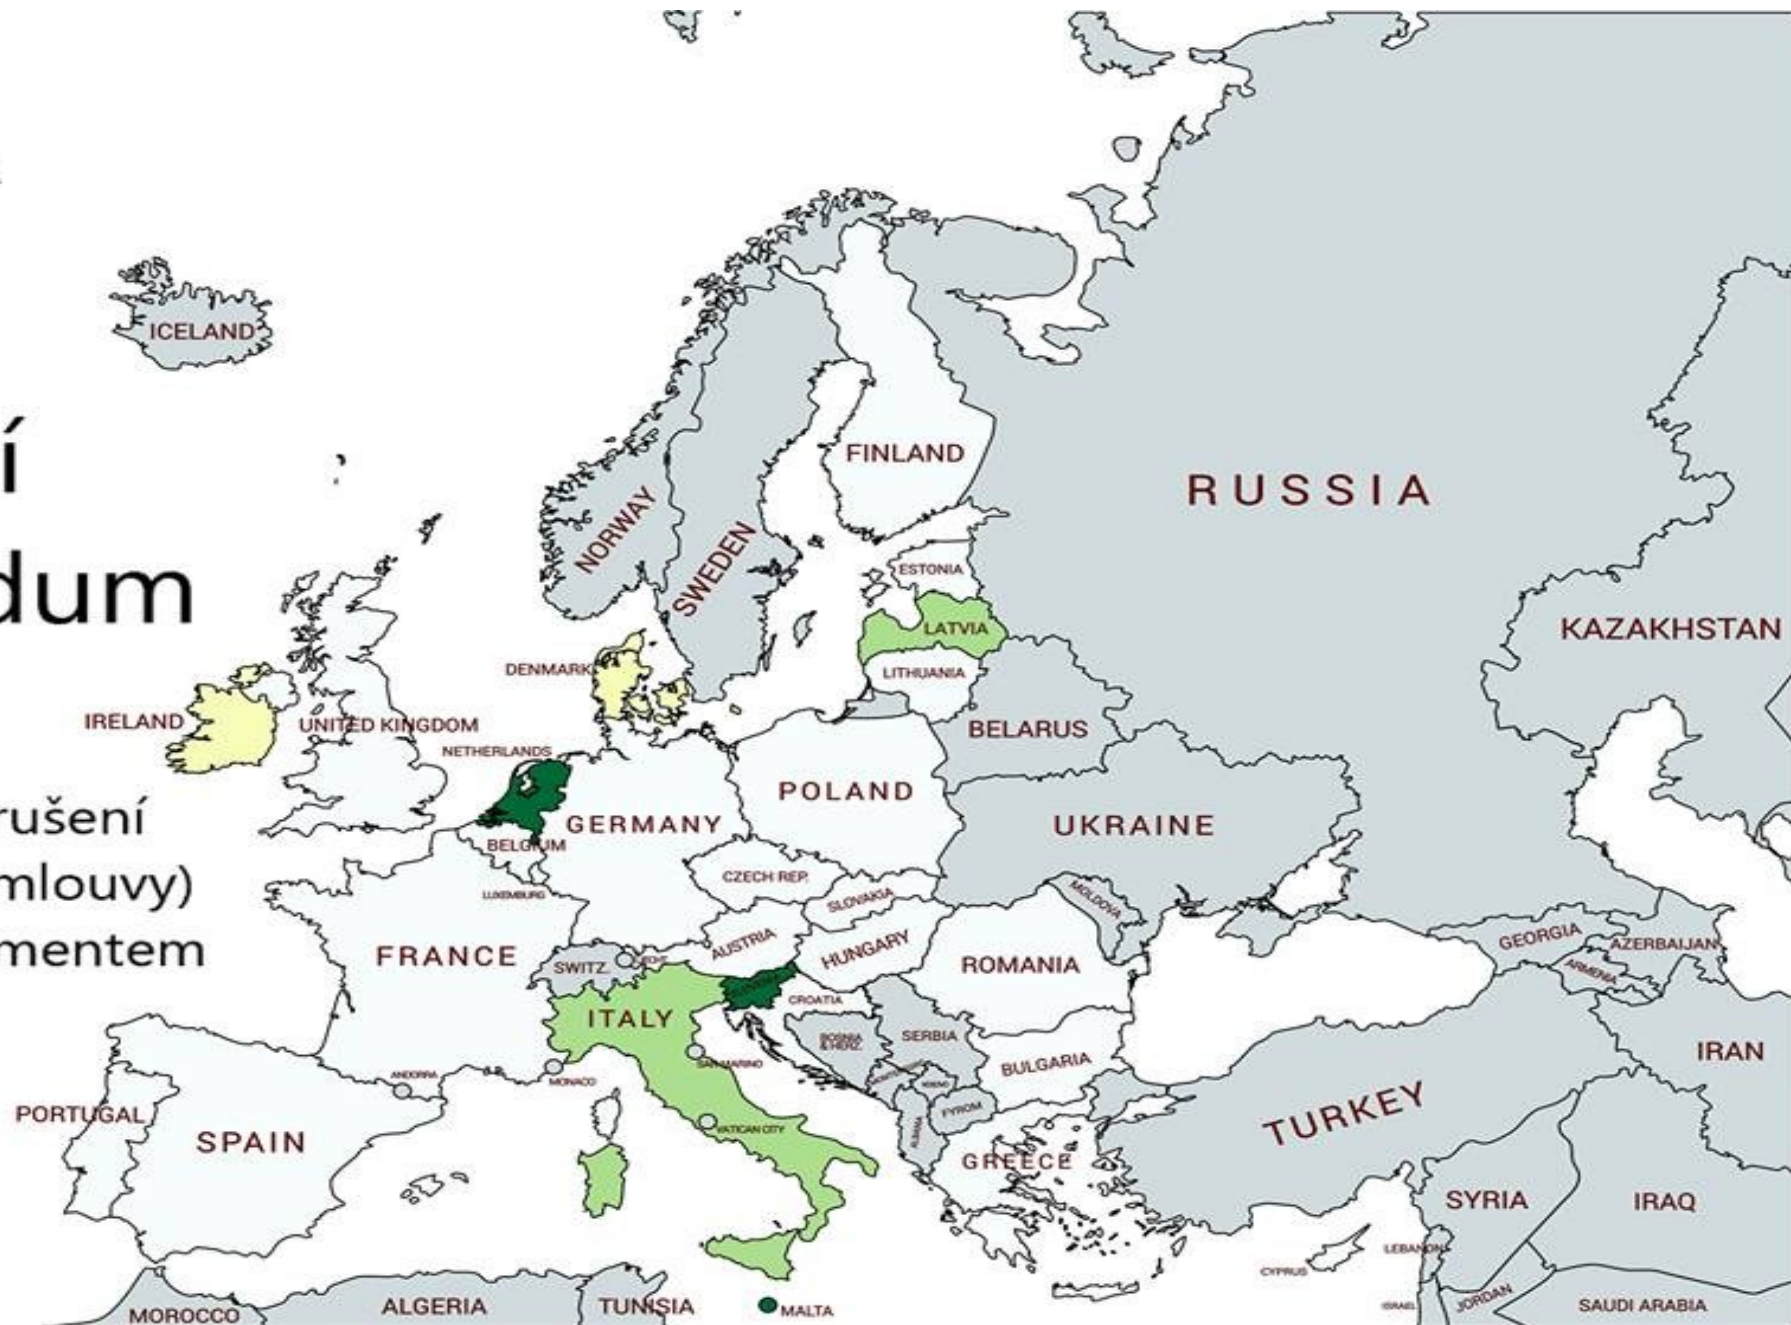 ICELAND
í
FINLAND
RUSSIA
NORWAY
SWEDEN
ESTONIA
dum
LATVIA
KAZAKHSTAN
DENMARK
LITHUANIA
IRELAND
UNITED KINGDOM
BELARUS
NETHERLANDS
POLAND
rušení
GERMANY
UKRAINE
BELGIUM
mlouvy)
CZECH REP.
LUXEMBURG
SLOVAKIA
MOLDOVA
mentem
FRANCE
SWITZ.
AUSTRIA
HUNGARY
ROMANIA
GEORGIA
AZERBAIJAN
ARMENIA
CROATIA
ITALY
BOSNIA
& HERZ.
SERBIA
BULGARIA
IRAN
SAN MARINO
ANDORRA
MONACO
PORTUGAL
SPAIN
VATICAN CITY
FYROM
ALBANIA
TURKEY
GREECE
SYRIA
IRAQ
LEBANON
CYPRUS
MOROCCO
ALGERIA
TUNISIA
MALTA
ISRAEL
JORDAN
SAUDI ARABIA